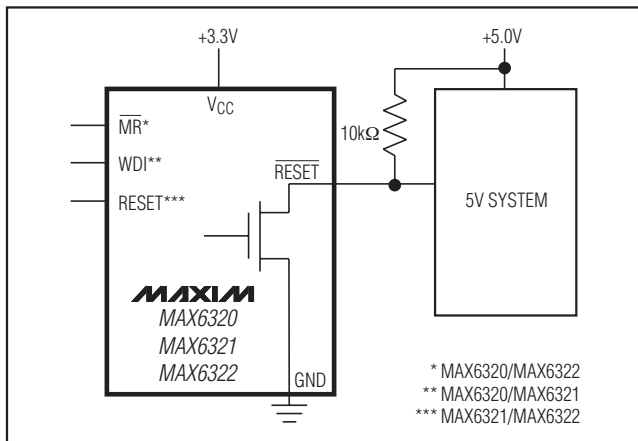 +3.3V
+5.0V
VCC
MR*
10kΩ
WDI**
RESET
RESET***
5V SYSTEM
MAXIM
MAX6320
MAX6321
MAX6322
GND
* MAX6320/MAX6322
** MAX6320/MAX6321
*** MAX6321/MAX6322